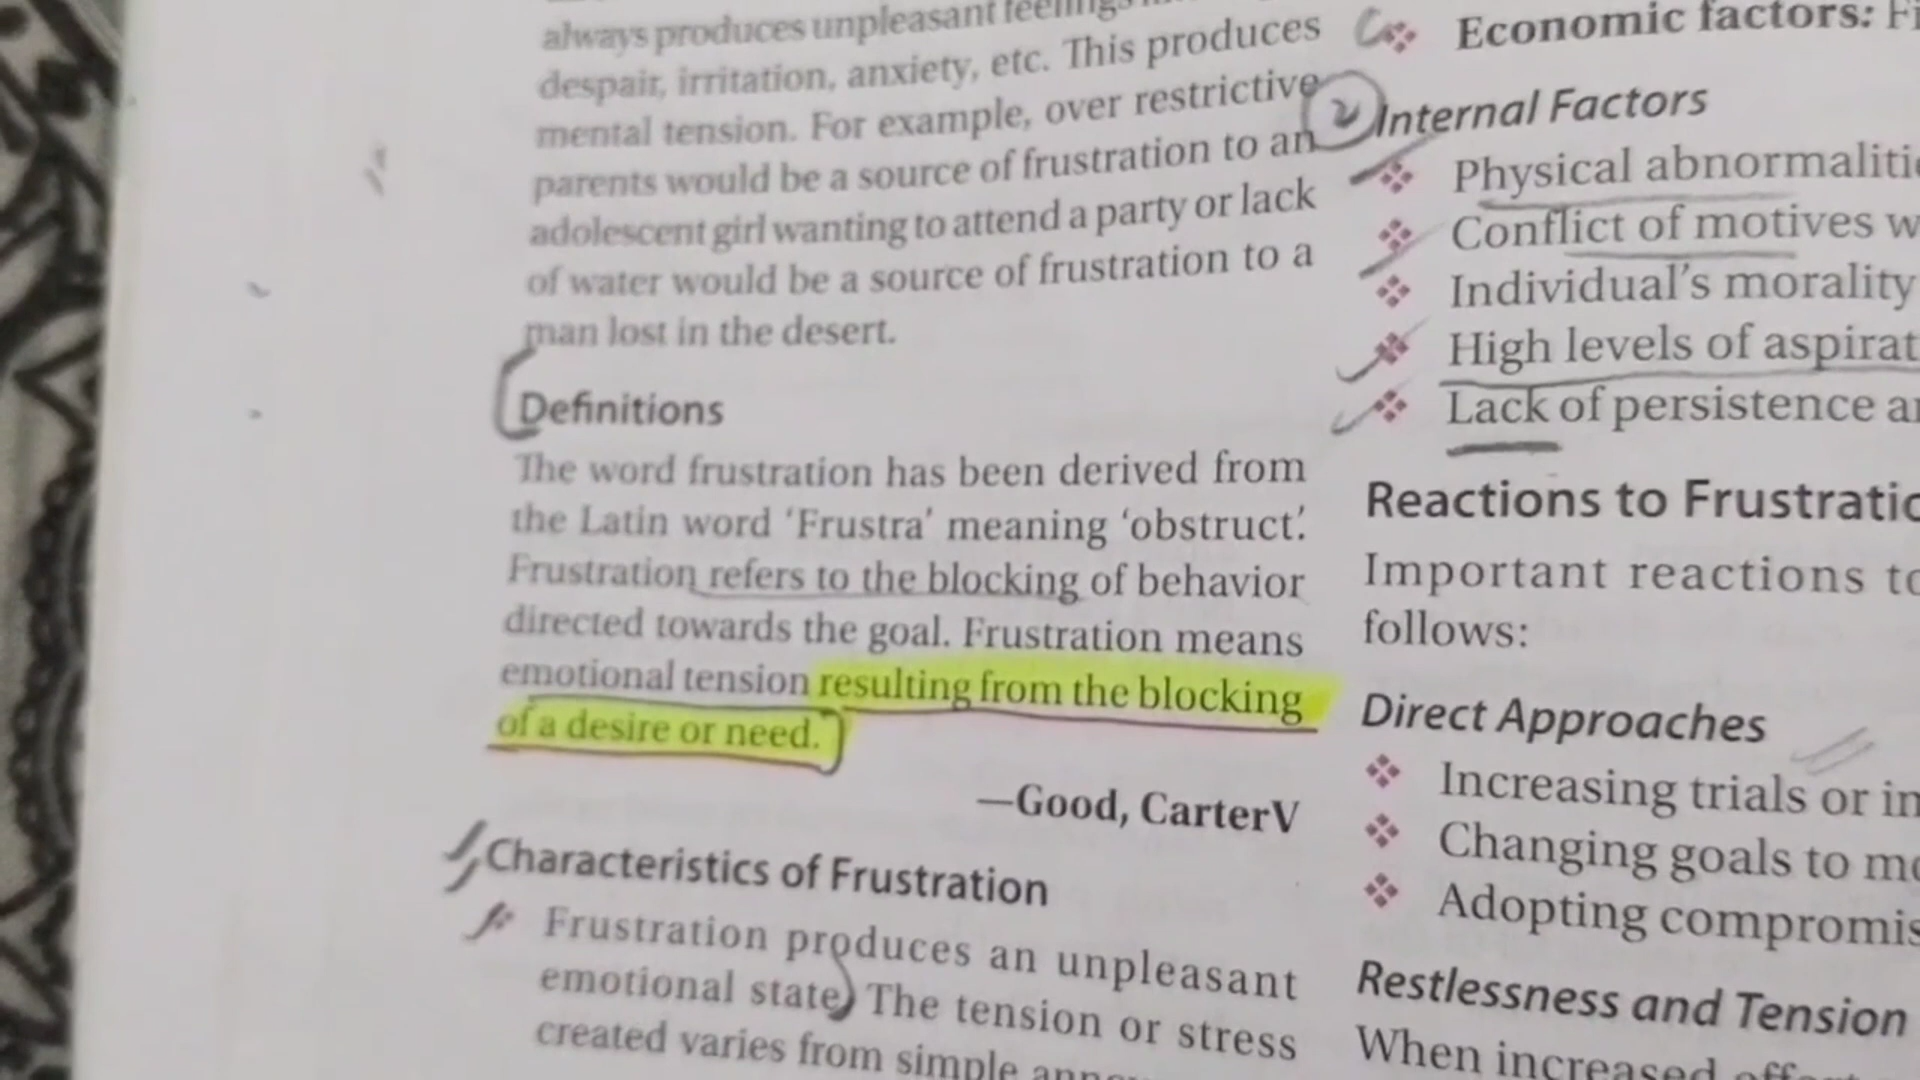 always produces unpleasant feelings
despair, irritation, anxiety, etc. This produces
mental tension. For example, over restrictive
parents would be a source of frustration to an
adolescent girl wanting to attend a party or lack
of water would be a source of frustration to a
man lost in the desert.
Definitions
The word frustration has been derived from
the Latin word ‘Frustra’ meaning ‘obstruct’.
Frustration refers to the blocking of behavior
directed towards the goal. Frustration means
emotional tension resulting from the blocking
of a desire or need.
—Good, CarterV
Characteristics of Frustration
Frustration produces an unpleasant
emotional state. The tension or stress
created varies from simple
Economic factors:
2
Internal Factors
Physical abnormalitie
Conflict of motives w
Individual’s morality
High levels of aspirat
Lack of persistence
Reactions to Frustratio
Important reactions to
follows:
Direct Approaches
Increasing trials or
Changing goals to
Adopting compromis
Restlessness and Tension
When increased